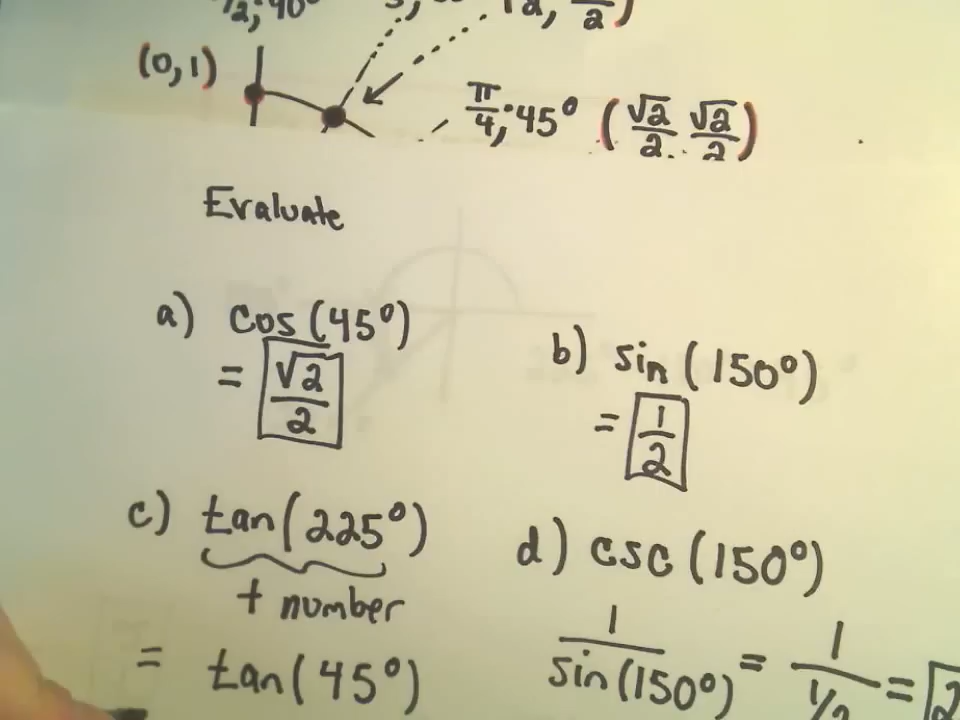 (0,1)
π/4, 45° (√2/2 √2/2)
Evaluate
a) cos(45°)
= √2/2
b) sin(150°)
= 1/2
c) tan(225°)
+ number
= tan(45°)
d) csc(150°)
1/sin(150°) = 1/1/2 = 2